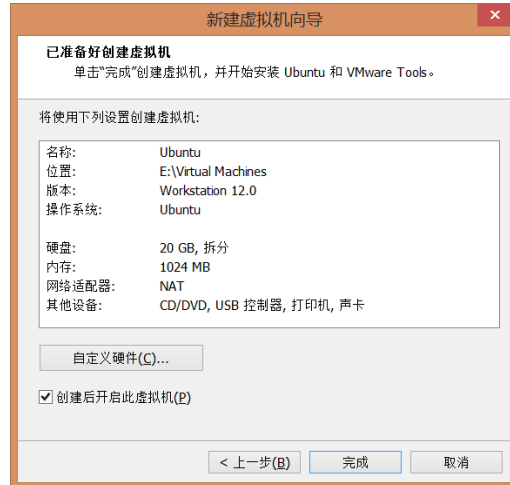 新建虚拟机向导
已准备好创建虚拟机
单击“完成”创建虚拟机，并开始安装 Ubuntu 和 VMware Tools。
将使用下列设置创建虚拟机:
名称: Ubuntu
位置: E:\Virtual Machines
版本: Workstation 12.0
操作系统: Ubuntu
硬盘: 20 GB, 拆分
内存: 1024 MB
网络适配器: NAT
其他设备: CD/DVD, USB 控制器, 打印机, 声卡
自定义硬件(C)...
创建后开启此虚拟机(P)
< 上一步(B) 完成 取消